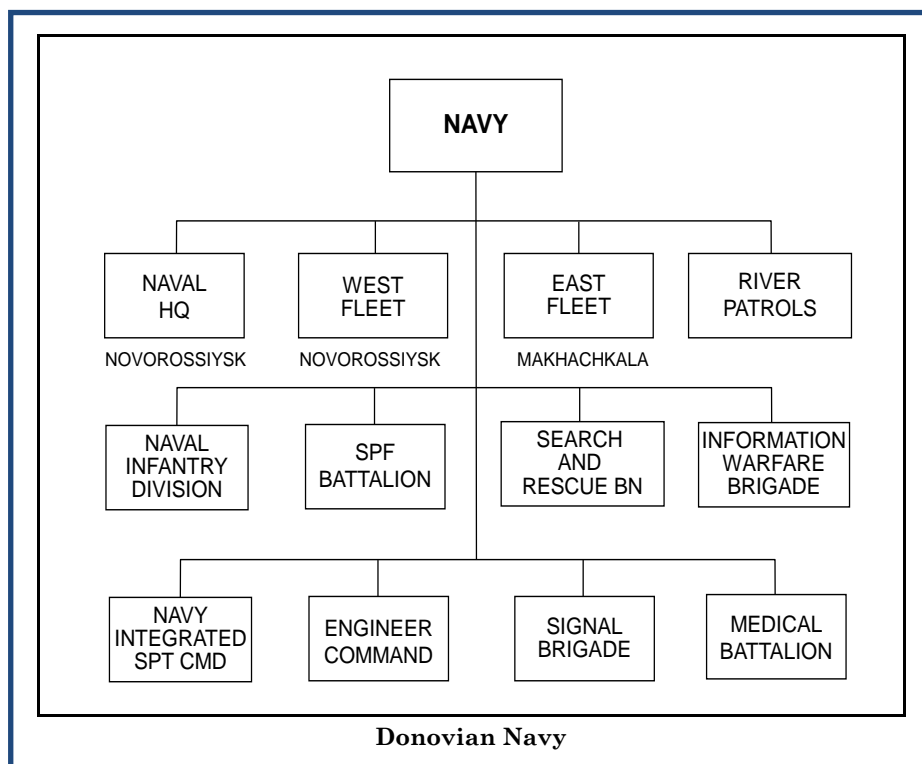 NAVY
NAVAL
HQ
NOVOROSSIYSK
WEST
FLEET
NOVOROSSIYSK
EAST
FLEET
MAKHACHKALA
RIVER
PATROLS
NAVAL
INFANTRY
DIVISION
SPF
BATTALION
SEARCH
AND
RESCUE BN
INFORMATION
WARFARE
BRIGADE
NAVY
INTEGRATED
SPT CMD
ENGINEER
COMMAND
SIGNAL
BRIGADE
MEDICAL
BATTALION
Donovian Navy